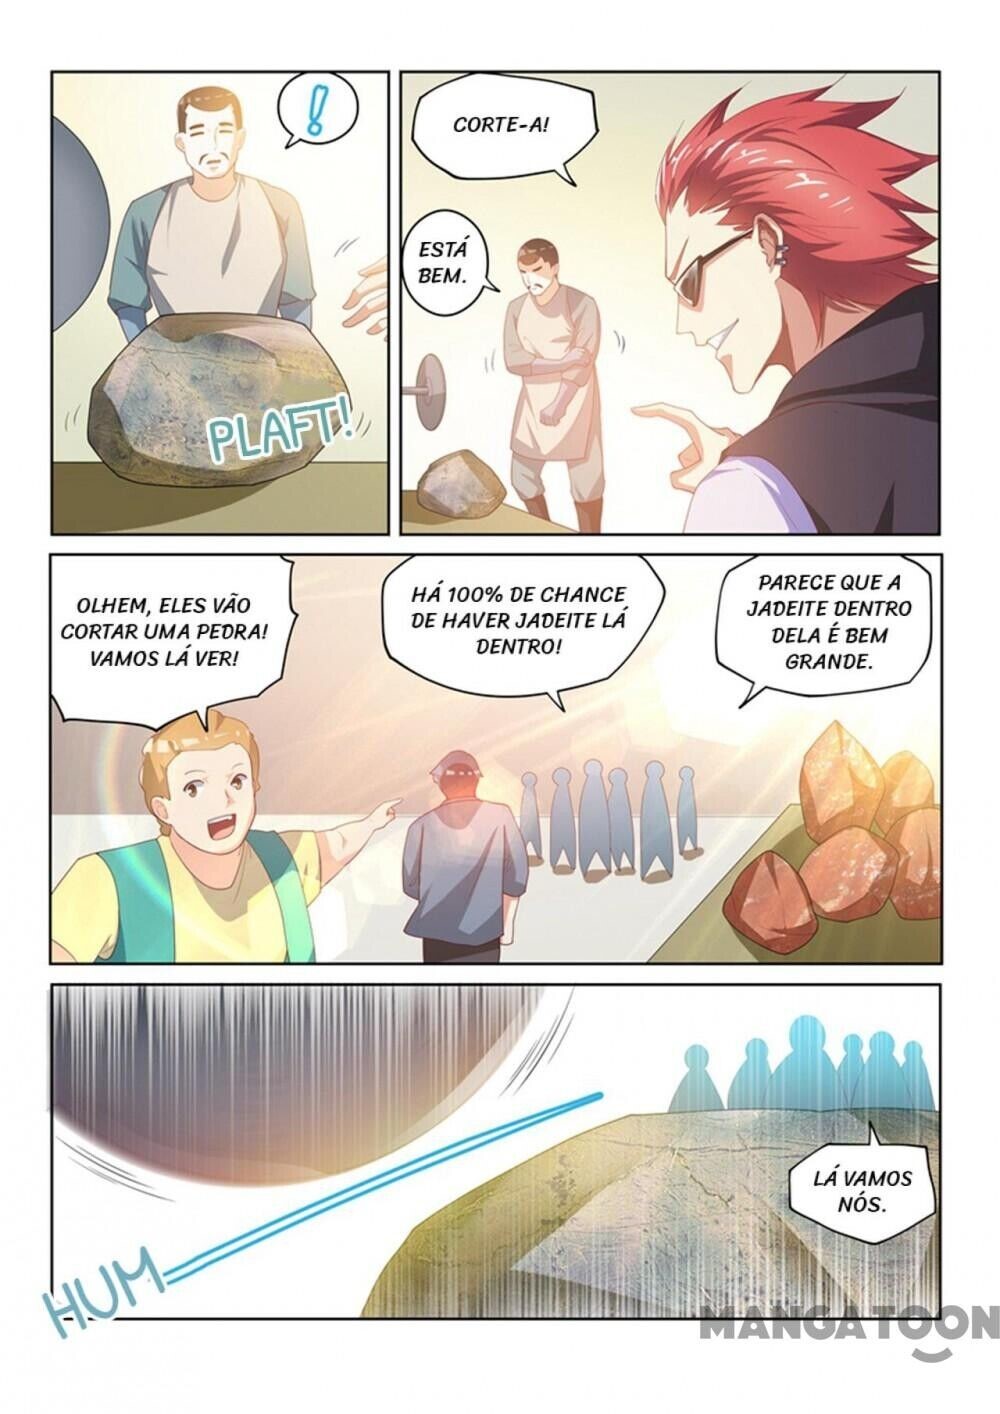 !
PLAFT!
CORTE-A!
ESTÁ
BEM.
OLHEM, ELES VÃO
CORTAR UMA PEDRA!
VAMOS LÁ VER!
HÁ 100% DE CHANCE
DE HAVER JADEITE LÁ
DENTRO!
PARECE QUE A
JADEITE DENTRO
DELA É BEM
GRANDE.
HUM
LÁ VAMOS
NÓS.
MANGATOON